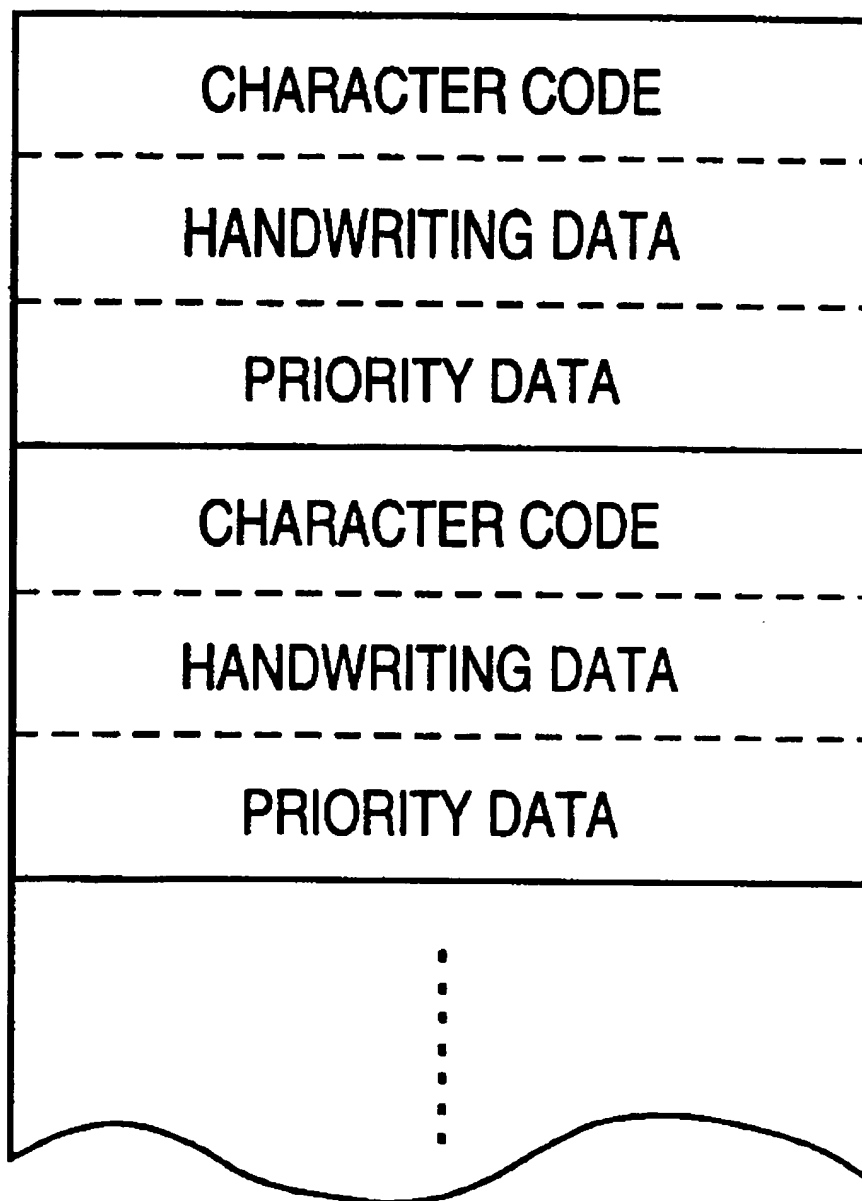 CHARACTER CODE
HANDWRITING DATA
PRIORITY DATA
CHARACTER CODE
HANDWRITING DATA
PRIORITY DATA